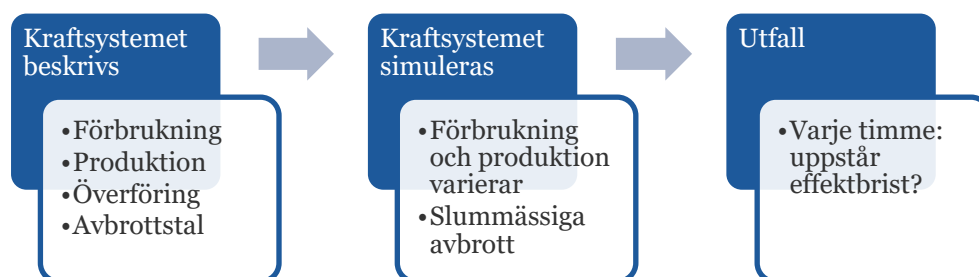 Kraftsystemet
beskrivs
•Förbrukning
•Produktion
•Överföring
•Avbrottstal
Kraftsystemet
simuleras
•Förbrukning
och produktion
varierar
•Slummässiga
avbrott
Utfall
•Varje timme:
uppstår
effektbrist?